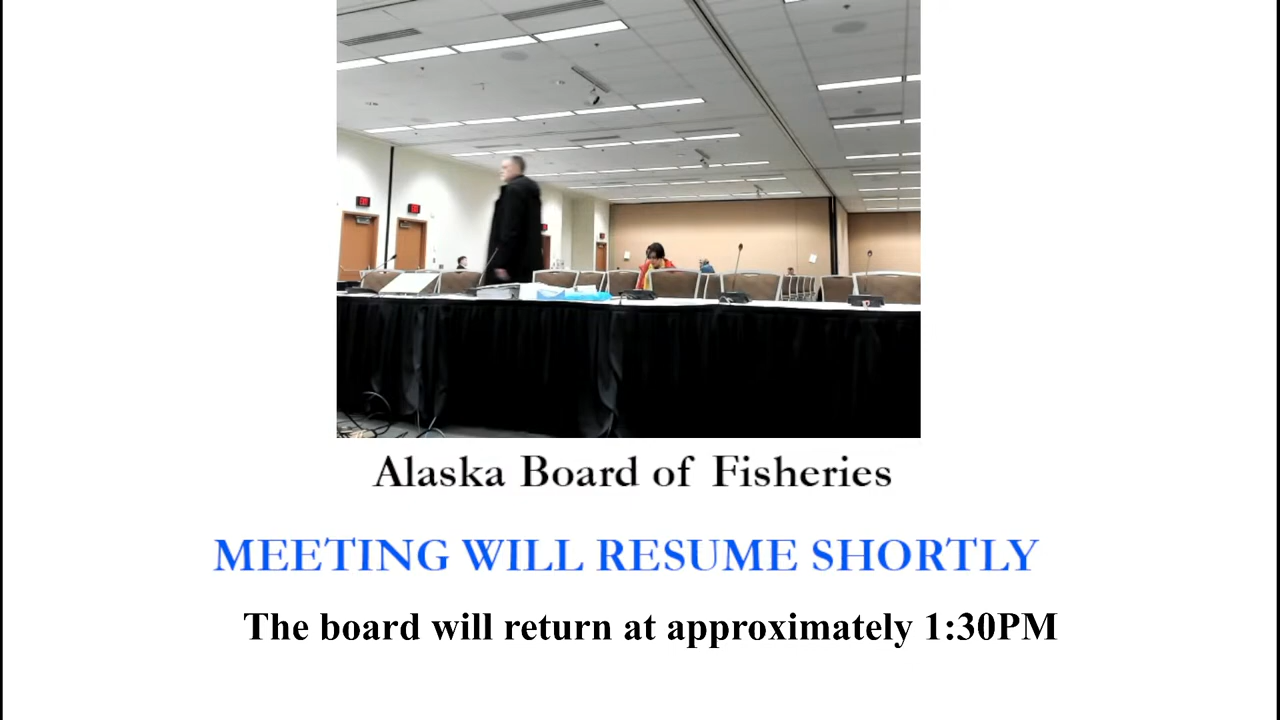 Alaska Board of Fisheries
MEETING WILL RESUME SHORTLY
The board will return at approximately 1:30PM